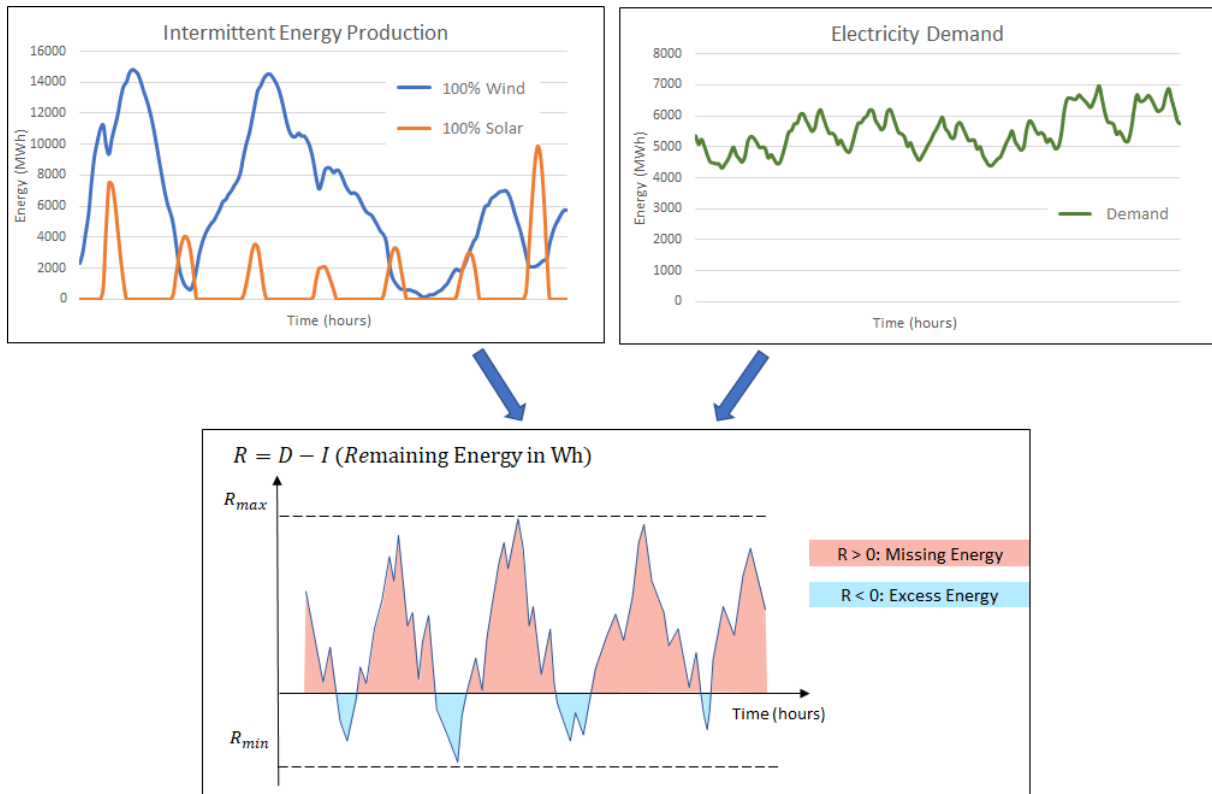 Intermittent Energy Production
16000
14000
12000
10000
8000
6000
4000
2000
0
Energy (MWh)
100% Wind
100% Solar
Time (hours)
Electricity Demand
8000
7000
6000
5000
4000
3000
2000
1000
0
Energy (MWh)
Demand
Time (hours)
R = D − I (Remaining Energy in Wh)
Rmax
R > 0: Missing Energy
R < 0: Excess Energy
Time (hours)
Rmin